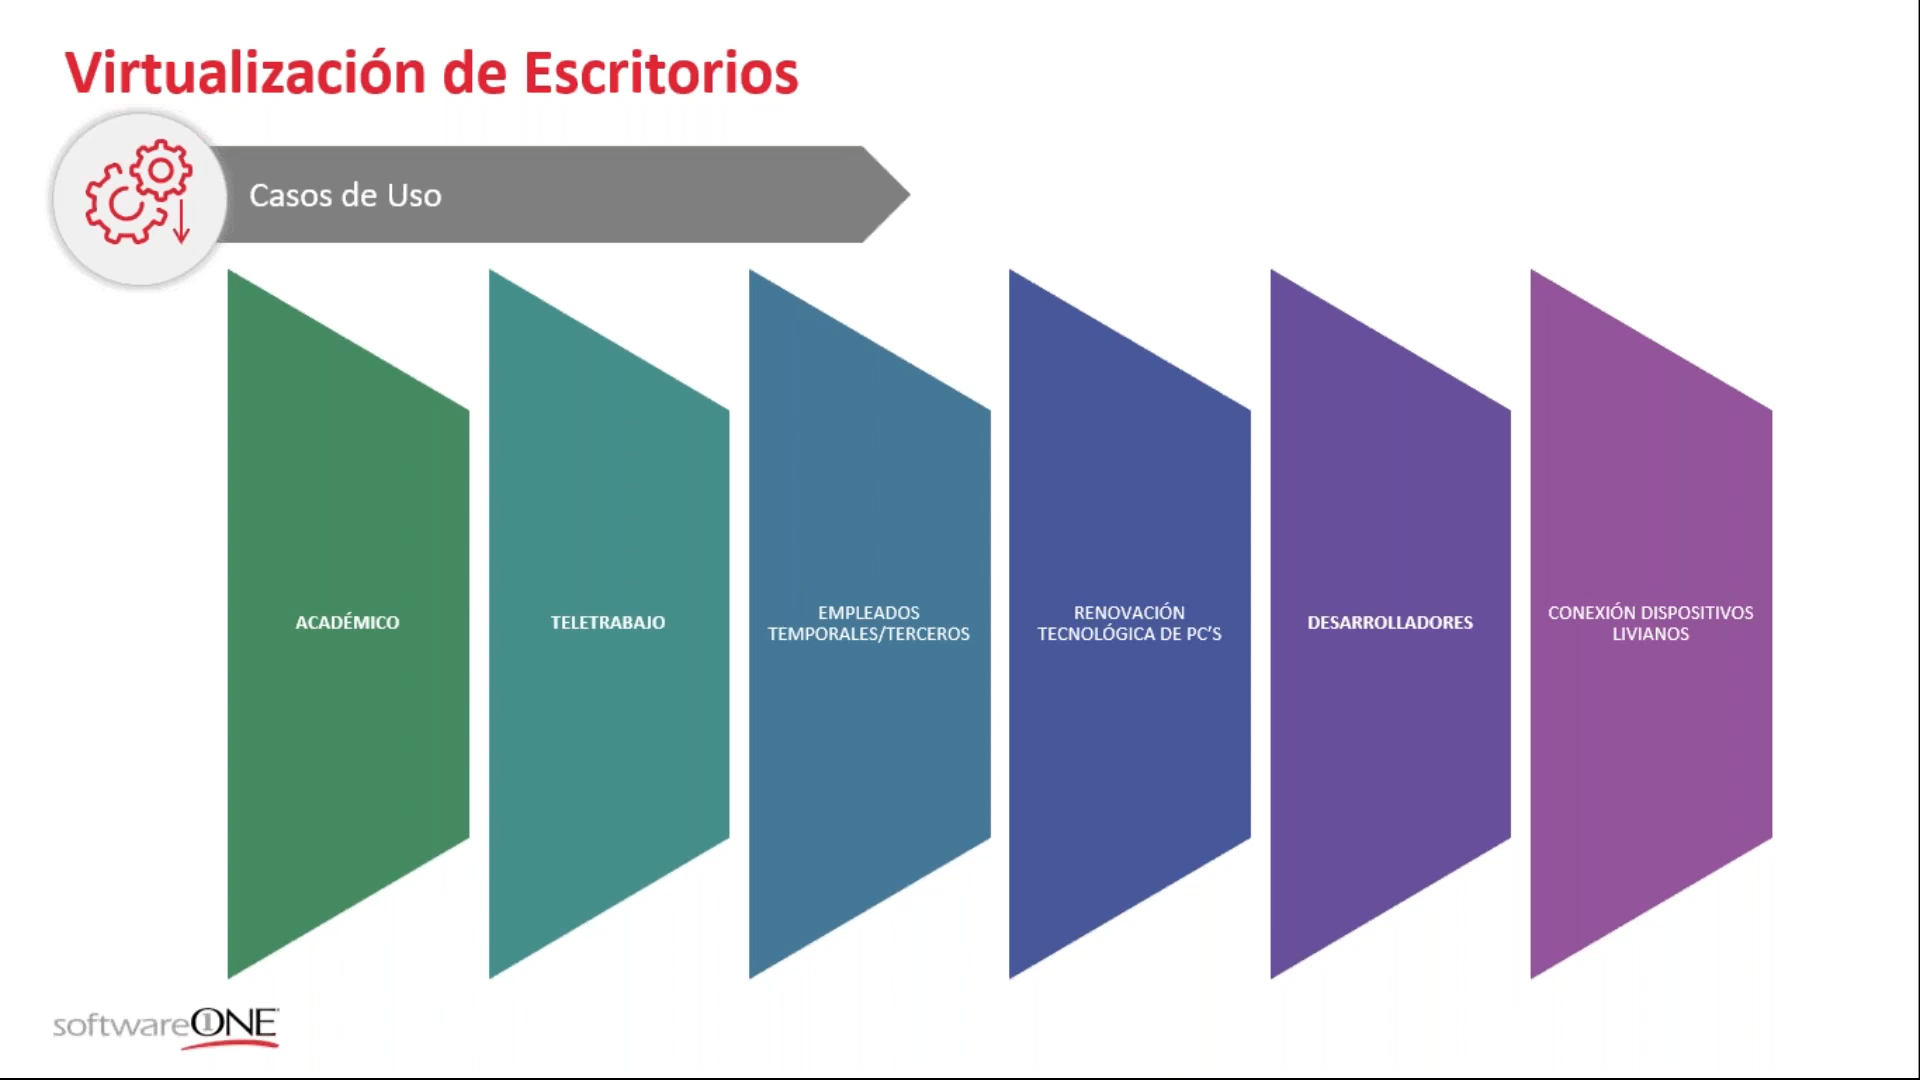 Virtualización de Escritorios
Casos de Uso
ACADÉMICO
TELETRABAJO
EMPLEADOS
TEMPORALES/TERCEROS
RENOVACIÓN
TECNOLÓGICA DE PC’S
DESARROLLADORES
CONEXIÓN DISPOSITIVOS
LIVIANOS
softwareONE